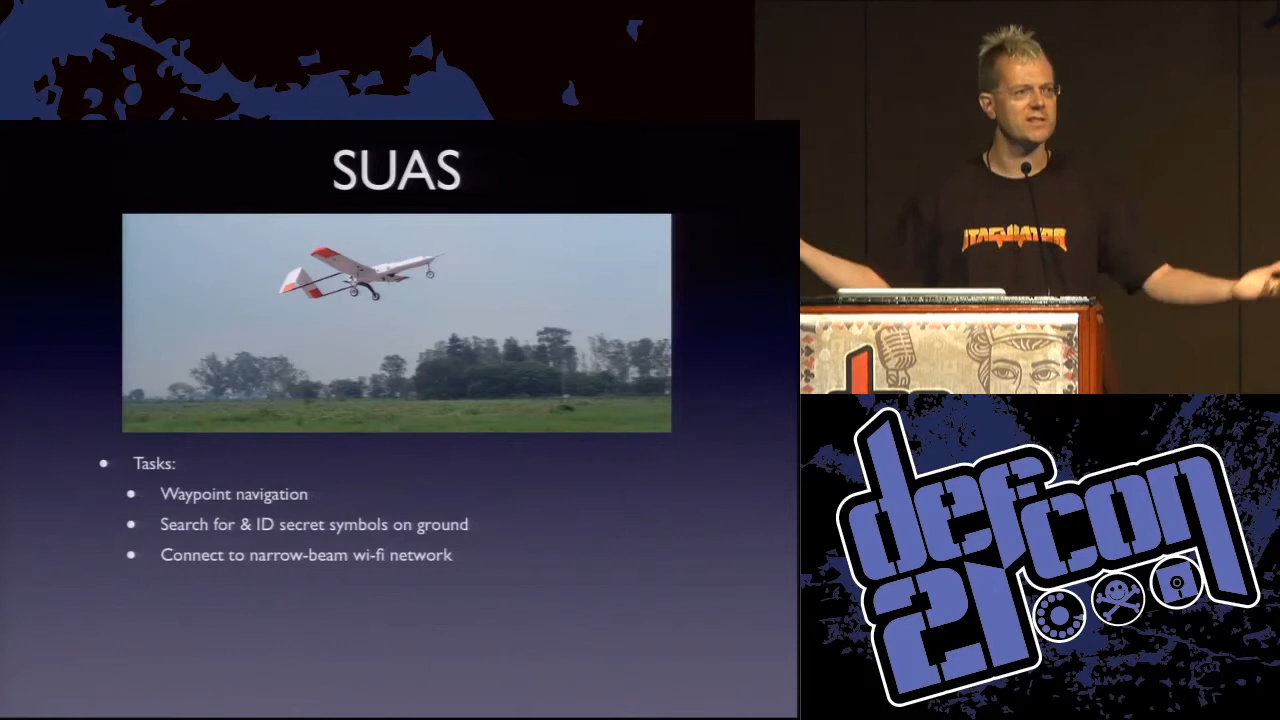 SUAS
Tasks:
Waypoint navigation
Search for & ID secret symbols on ground
Connect to narrow-beam wi-fi network
defcon
21